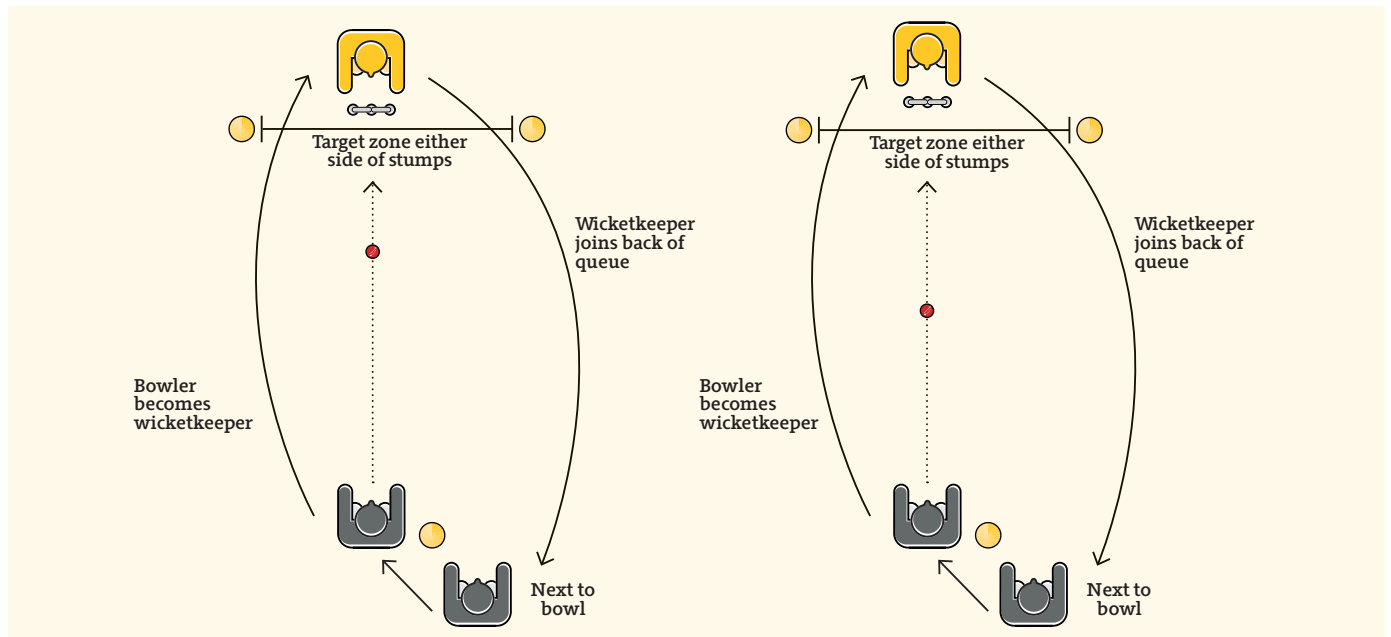 Target zone either
side of stumps
Wicketkeeper
joins back of
queue
Bowler
becomes
wicketkeeper
Next to
bowl
Target zone either
side of stumps
Wicketkeeper
joins back of
queue
Bowler
becomes
wicketkeeper
Next to
bowl